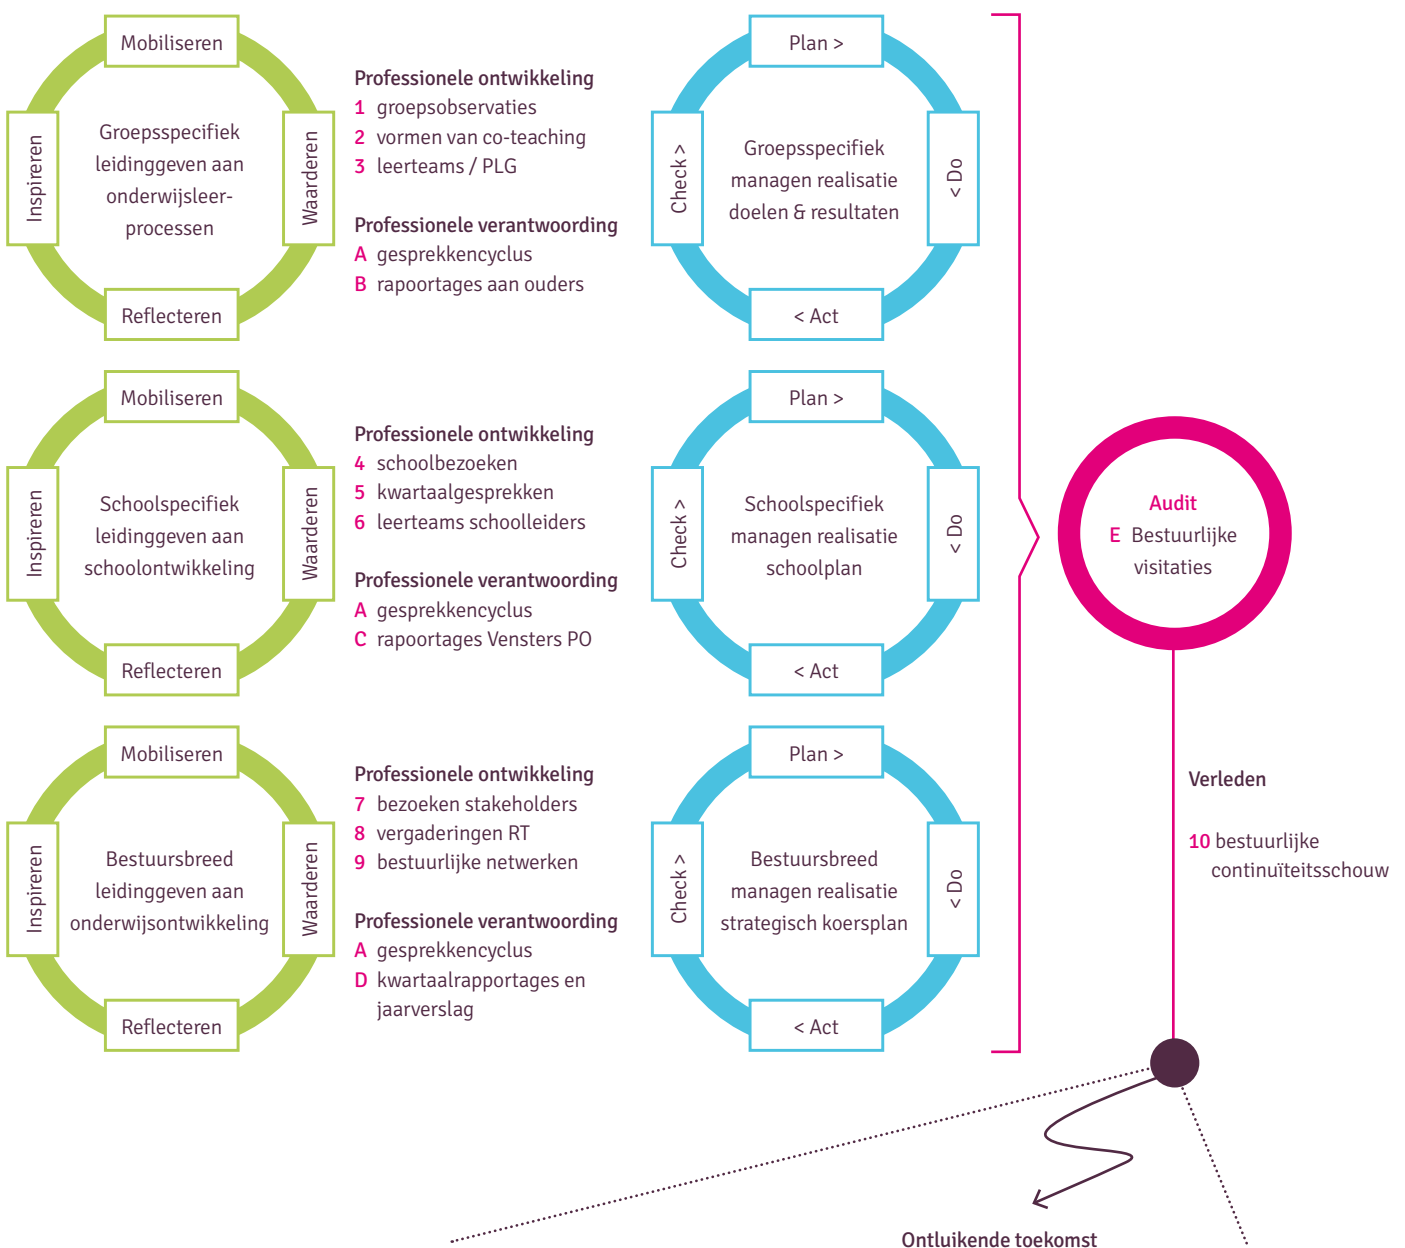 Mobiliseren
Inspireren
Groepsspecifiek
leidinggeven aan
onderwijsleer-
processen
Waarderen
Reflecteren
Professionele ontwikkeling
1 groepsobservaties
2 vormen van co-teaching
3 leerteams / PLG
Professionele verantwoording
A gesprekkencyclus
B rapoortages aan ouders
Plan >
Check >
Groepsspecifiek
managen realisatie
doelen & resultaten
< Do
< Act
Mobiliseren
Inspireren
Schoolspecifiek
leidinggeven aan
schoolontwikkeling
Waarderen
Reflecteren
Professionele ontwikkeling
4 schoolbezoeken
5 kwartaalgesprekken
6 leerteams schoolleiders
Professionele verantwoording
A gesprekkencyclus
C rapoortages Vensters PO
Plan >
Check >
Schoolspecifiek
managen realisatie
schoolplan
< Do
< Act
Mobiliseren
Inspireren
Bestuursbreed
leidinggeven aan
onderwijsontwikkeling
Waarderen
Reflecteren
Professionele ontwikkeling
7 bezoeken stakeholders
8 vergaderingen RT
9 bestuurlijke netwerken
Professionele verantwoording
A gesprekkencyclus
D kwartaalrapportages en
jaarverslag
Plan >
Check >
Bestuursbreed
managen realisatie
strategisch koersplan
< Do
< Act
Audit
E Bestuurlijke
visitaties
Verleden
10 bestuurlijke
continuïteitsschouw
Ontluikende toekomst